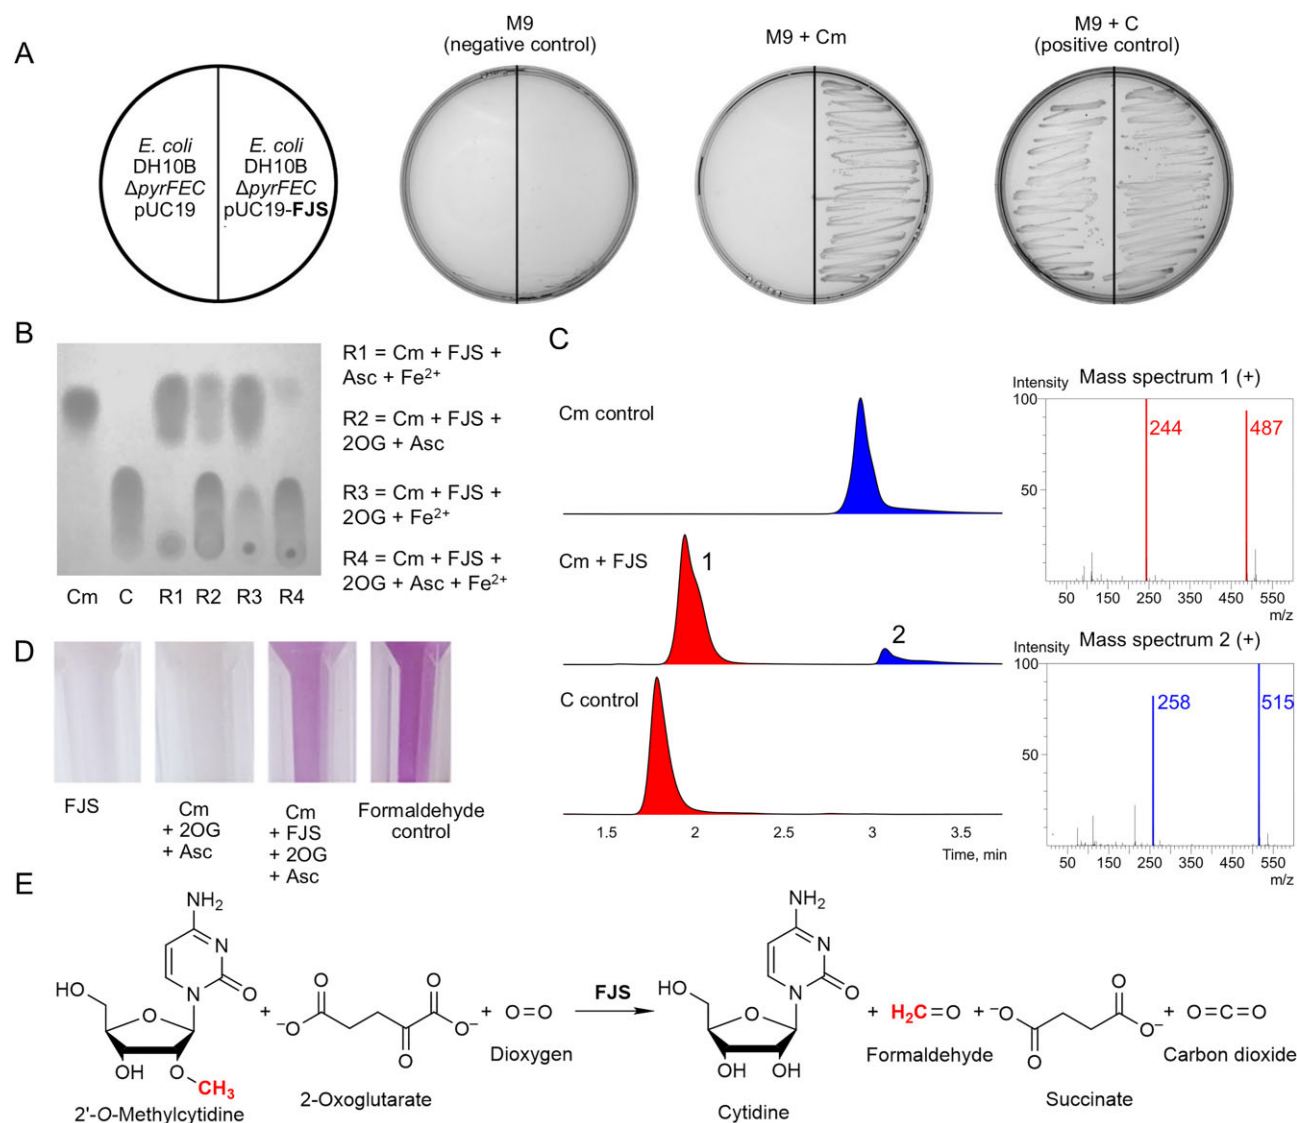 A
E. coli
DH10B
ΔpyrFEC
pUC19
E. coli
DH10B
ΔpyrFEC
pUC19-FJS
M9
(negative control)
M9 + Cm
M9 + C
(positive control)
B
Cm C R1 R2 R3 R4
R1 = Cm + FJS +
Asc + Fe²⁺
R2 = Cm + FJS +
2OG + Asc
R3 = Cm + FJS +
2OG + Fe²⁺
R4 = Cm + FJS +
2OG + Asc + Fe²⁺
C
Cm control
Cm + FJS
1
2
C control
1.5 2 2.5 3 3.5
Time, min
Intensity
Mass spectrum 1 (+)
100
50
244
487
50 150 250 350 450 550
m/z
Intensity
Mass spectrum 2 (+)
100
50
258
515
50 150 250 350 450 550
m/z
D
FJS
Cm
+ 2OG
+ Asc
Cm
+ FJS
+ 2OG
+ Asc
Formaldehyde
control
E
NH₂
N
N
O
HO
O
OH
O
CH₃
2'-O-Methylcytidine
+
O
⁻O
O
O⁻
O
2-Oxoglutarate
+
O=O
Dioxygen
FJS
NH₂
N
N
O
HO
O
OH OH
Cytidine
+
H₂C=O
Formaldehyde
+
⁻O
O
O
O⁻
Succinate
+
O=C=O
Carbon dioxide